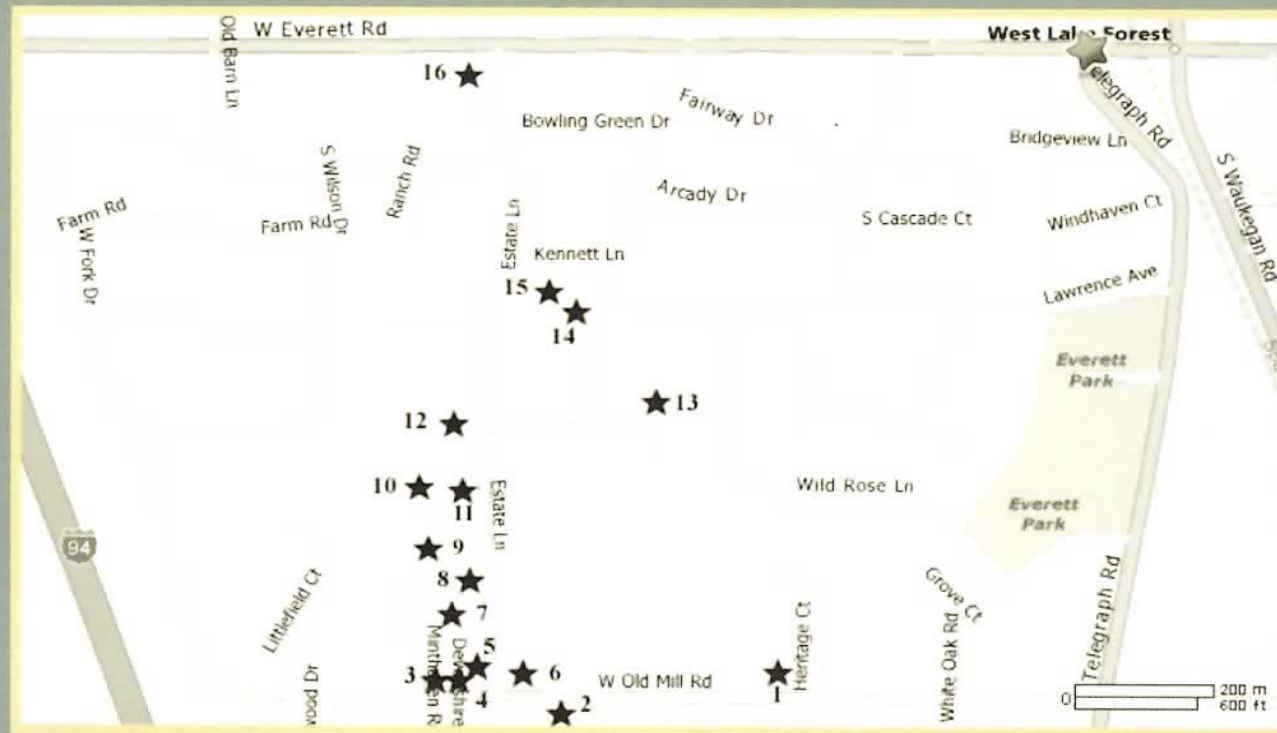 W Everett Rd
West Lake Forest
Old Barn Ln
16
Telegraph Rd
Fairway Dr
Bowling Green Dr
Bridgeview Ln
S Wilson Dr
Ranch Rd
Arcady Dr
S Waukegan Rd
Farm Rd
Farm Rd
W Fork Dr
Estate Ln
S Cascade Ct
Windhaven Ct
Kennett Ln
15
14
Lawrence Ave
Everett
Park
13
12
10
11
Estate Ln
Wild Rose Ln
Everett
Park
94
9
8
Littlefield Ct
7
Grove Ct
Telegraph Rd
5
3
4
6
W Old Mill Rd
1
Heritage Ct
White Oak Rd
2
0
200 m
600 ft